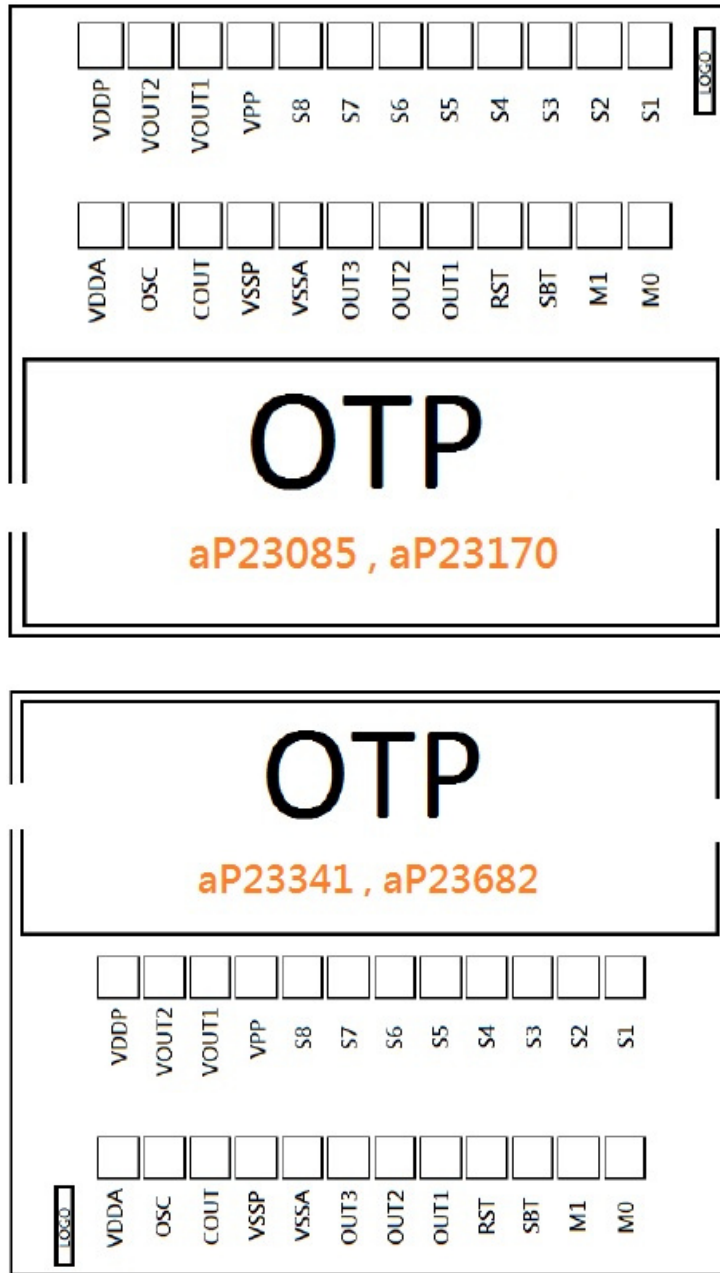 LOGO
VDDP VOUT2 VOUT1 VPP S8 S7 S6 S5 S4 S3 S2 S1
VDDA OSC COUT VSSP VSSA OUT3 OUT2 OUT1 RST SBT M1 M0
OTP
aP23085 , aP23170
OTP
aP23341 , aP23682
VDDP VOUT2 VOUT1 VPP S8 S7 S6 S5 S4 S3 S2 S1
VDDA OSC COUT VSSP VSSA OUT3 OUT2 OUT1 RST SBT M1 M0
LOGO